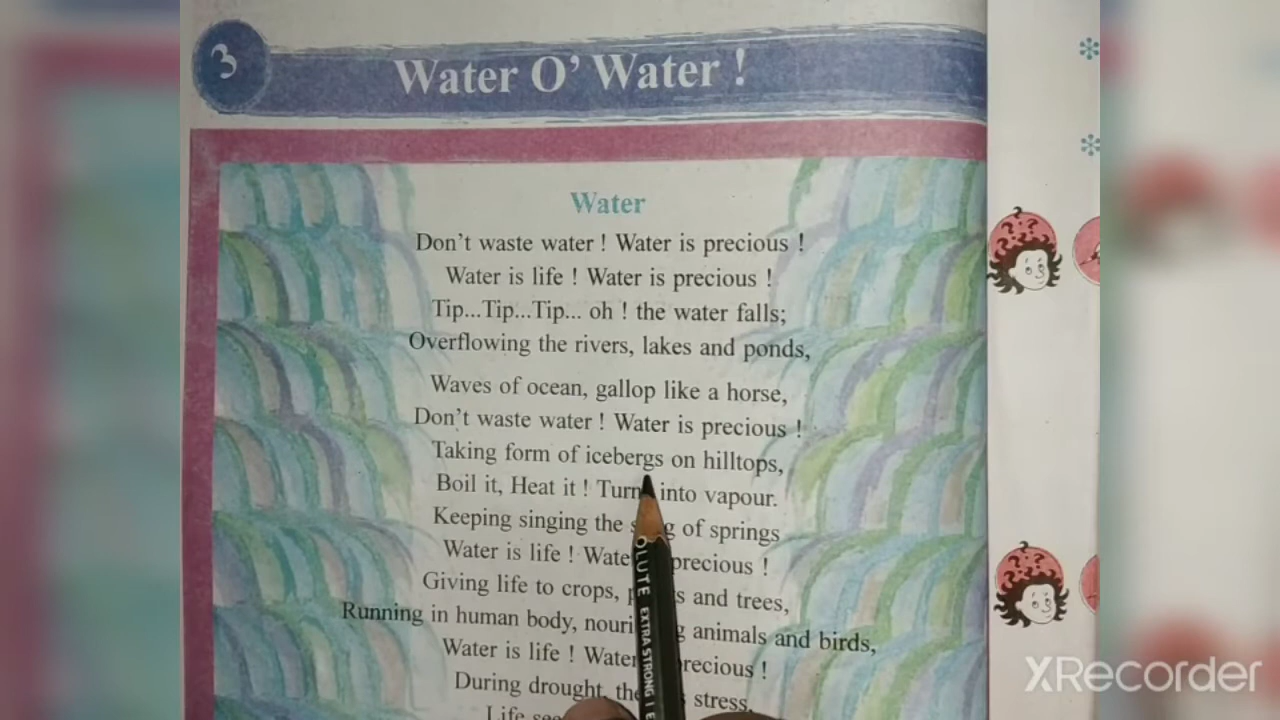 3
Water O' Water !
Water
Don't waste water ! Water is precious !
Water is life ! Water is precious !
Tip...Tip...Tip... oh ! the water falls;
Overflowing the rivers, lakes and ponds,
Waves of ocean, gallop like a horse,
Don't waste water ! Water is precious !
Taking form of icebergs on hilltops,
Boil it, Heat it ! Turn into vapour.
Keeping singing the of springs
Water is life ! precious !
Giving life to crops, and trees,
Running in human body, animals and birds,
Water is life ! Water !
During drought, stress,
Life
OLUTE EXTRA STRONG
XRecorder